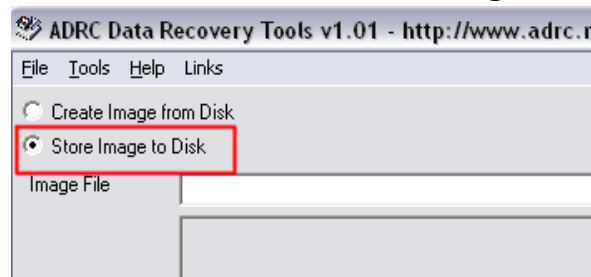 ADRC Data Recovery Tools v1.01 - http://www.adrc.
File Tools Help Links
Create Image from Disk
Store Image to Disk
Image File